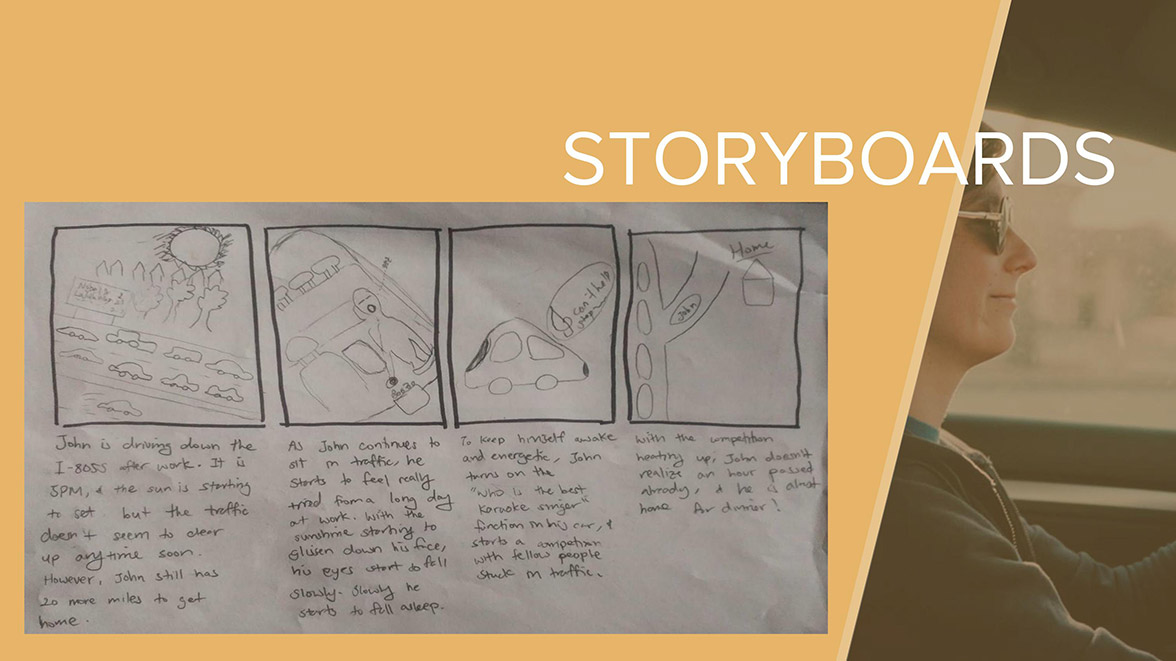 STORYBOARDS
can't help
John
Home
John is driving down the
I-805S after work. It is
5PM, & the sun is starting
to set. but the traffic
doesn't seem to clear
up anytime soon.
However, John still has
20 more miles to get
home.
As John continues to
sit in traffic, he
starts to feel really
tried from a long day
at work. With the
sunshine starting to
glisen down his face,
his eyes start do fall
slowly. Slowly he
starts to fall asleep.
To keep himself awake
and energetic, John
turns on the
"Who is the best
Karaoke singer"
function in his car, &
starts a competition
with fellow people
stuck in traffic.
With the competition
heating up, John doesn't
realize an hour passed
already, & he is almost
home for dinner!